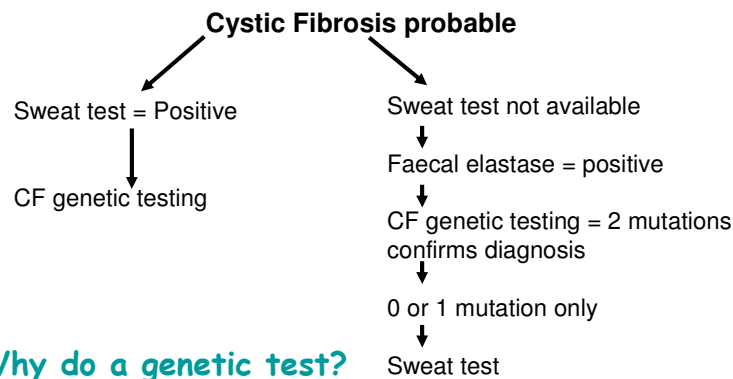 Cystic Fibrosis probable
Sweat test = Positive
CF genetic testing
Sweat test not available
Faecal elastase = positive
CF genetic testing = 2 mutations
confirms diagnosis
0 or 1 mutation only
Sweat test
Why do a genetic test?